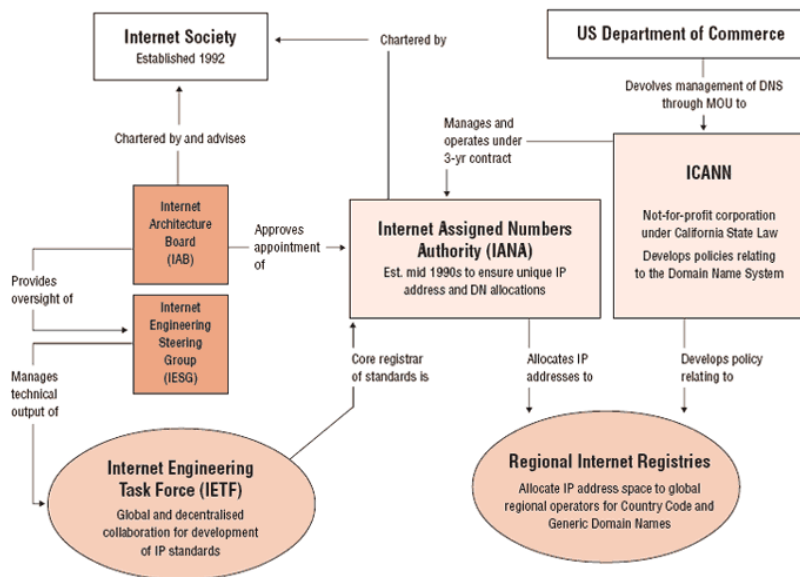 Internet Society
Established 1992
Chartered by
US Department of Commerce
Devolves management of DNS
through MOU to
Chartered by and advises
Manages and
operates under
3-yr contract
ICANN
Not-for-profit corporation
under California State Law
Develops policies relating
to the Domain Name System
Internet
Architecture
Board
(IAB)
Approves
appointment
of
Internet Assigned Numbers
Authority (IANA)
Est. mid 1990s to ensure unique IP
address and DN allocations
Provides
oversight of
Internet
Engineering
Steering
Group
(IESG)
Manages
technical
output of
Core registrar
of standards is
Allocates IP
addresses to
Develops policy
relating to
Internet Engineering
Task Force (IETF)
Global and decentralised
collaboration for development
of IP standards
Regional Internet Registries
Allocate IP address space to global
regional operators for Country Code and
Generic Domain Names